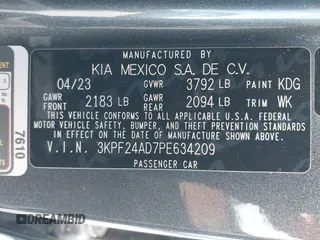 MANUFACTURED BY
KIA MEXICO S.A. DE C.V.
04/23 GVWR 3792 LB PAINT KDG
GAWR FRONT 2183 LB GAWR REAR 2094 LB TRIM WK
THIS VEHICLE CONFORMS TO ALL APPLICABLE U.S. FEDERAL
MOTOR VEHICLE SAFETY, BUMPER, AND THEFT PREVENTION
STANDARDS IN EFFECT ON THE DATE OF MANUFACTURE SHOWN ABOVE.
V.I.N. 3KPF24AD7PE634209
PASSENGER CAR
7610
DREAMBID